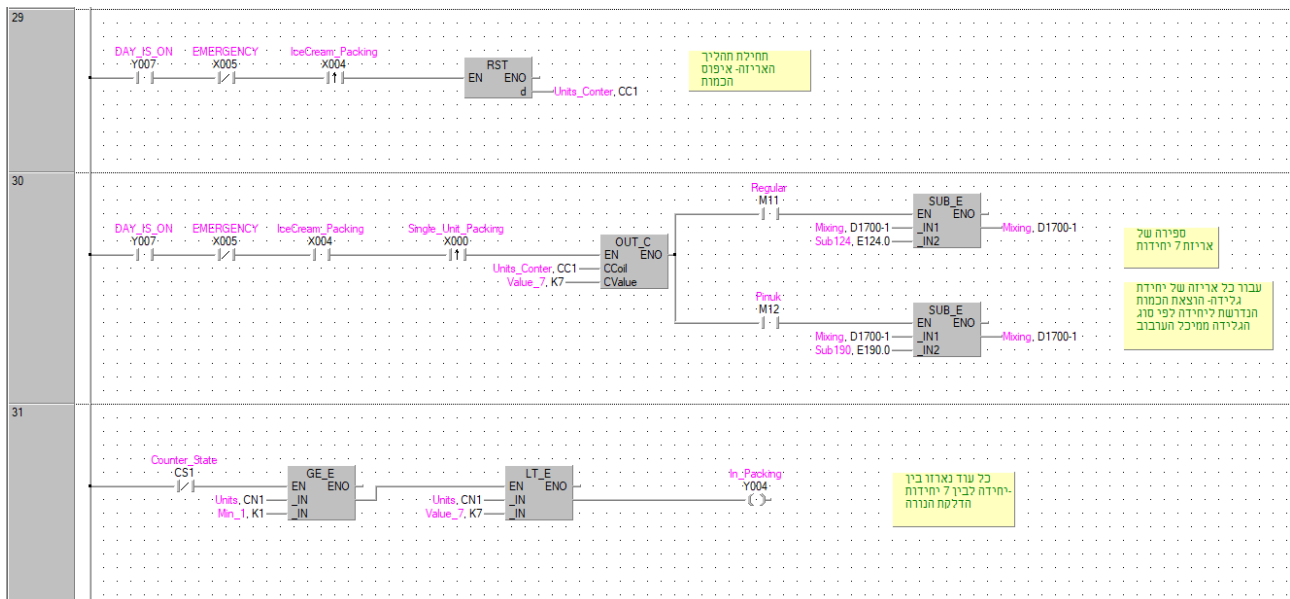 29
DAY_IS_ON EMERGENCY IceCream_Packing
Y007 X005 X004
RST
EN ENO
d
Units_Conter, CC1
תחילת תהליך
האריזה- איפוס
הכמות
30
Regular
M11
SUB_E
EN ENO
Mixing, D1700-1 _IN1 Mixing, D1700-1
Sub124, E124.0 _IN2
DAY_IS_ON EMERGENCY IceCream_Packing Single_Unit_Packing
Y007 X005 X004 X000
OUT_C
EN ENO
Units_Conter, CC1 CCoil
Value_7, K7 CValue
ספירה של
אריזת 7 יחידות
Pinuk
M12
SUB_E
EN ENO
Mixing, D1700-1 _IN1 Mixing, D1700-1
Sub190, E190.0 _IN2
עבור כל אריזה של יחידת
גלידה- הוצאת הכמות
הנדרשת ליחידה לפי סוג
הגלידה ממיכל הערבוב
31
Counter_State
CS1
GE_E
EN ENO
Units, CN1 _IN
Min_1, K1 _IN
LT_E
EN ENO
Units, CN1 _IN
Value_7, K7 _IN
In_Packing
Y004
כל עוד נארזו בין
יחידה לבין 7 יחידות-
הדלקת הנורה